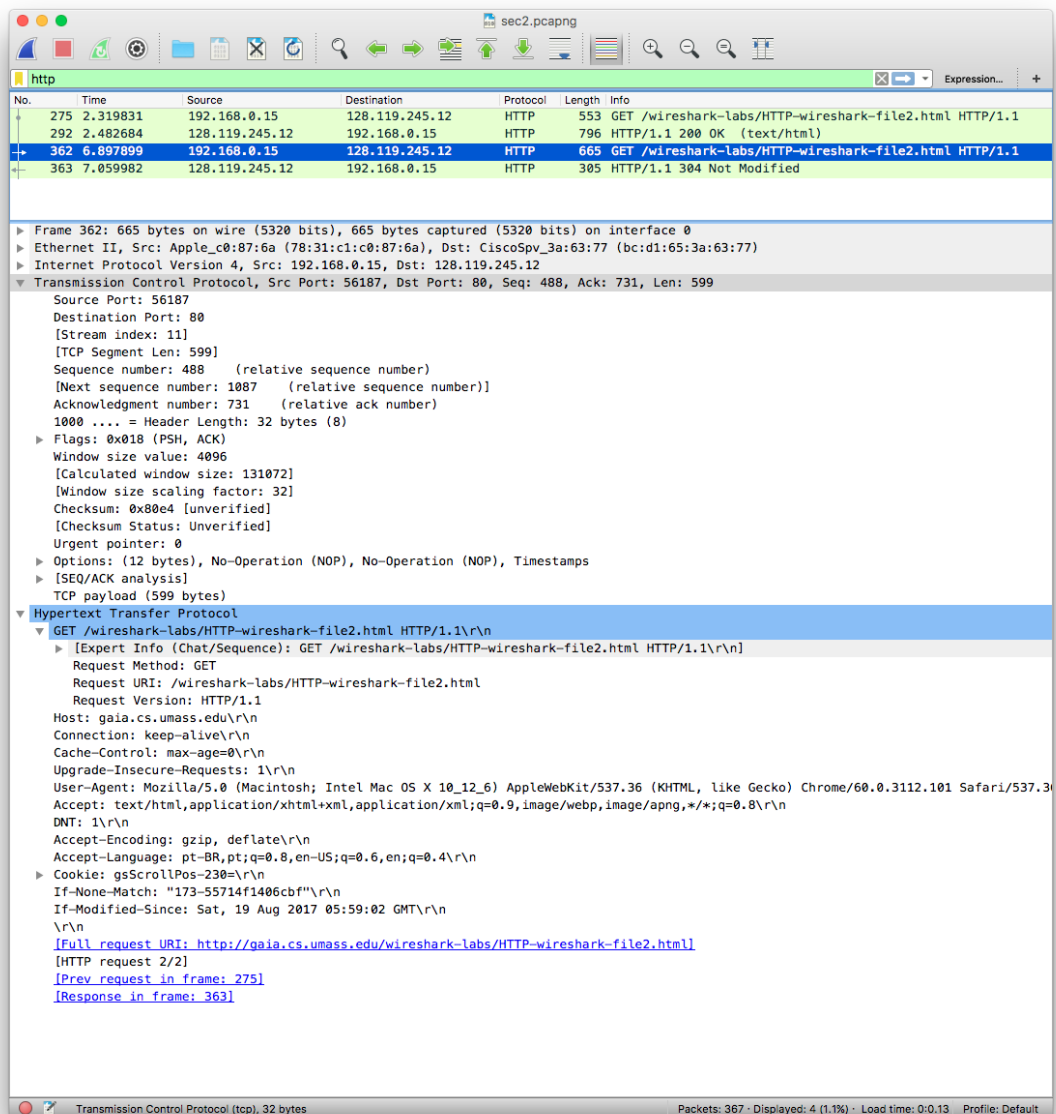 sec2.pcapng
http
Expression...
+
No. Time Source Destination Protocol Length Info
275 2.319831 192.168.0.15 128.119.245.12 HTTP 553 GET /wireshark-labs/HTTP-wireshark-file2.html HTTP/1.1
292 2.482684 128.119.245.12 192.168.0.15 HTTP 796 HTTP/1.1 200 OK (text/html)
362 6.897899 192.168.0.15 128.119.245.12 HTTP 665 GET /wireshark-labs/HTTP-wireshark-file2.html HTTP/1.1
363 7.059982 128.119.245.12 192.168.0.15 HTTP 305 HTTP/1.1 304 Not Modified
Frame 362: 665 bytes on wire (5320 bits), 665 bytes captured (5320 bits) on interface 0
Ethernet II, Src: Apple_c0:87:6a (78:31:c1:c0:87:6a), Dst: CiscoSpv_3a:63:77 (bc:d1:65:3a:63:77)
Internet Protocol Version 4, Src: 192.168.0.15, Dst: 128.119.245.12
Transmission Control Protocol, Src Port: 56187, Dst Port: 80, Seq: 488, Ack: 731, Len: 599
Source Port: 56187
Destination Port: 80
[Stream index: 11]
[TCP Segment Len: 599]
Sequence number: 488 (relative sequence number)
[Next sequence number: 1087 (relative sequence number)]
Acknowledgment number: 731 (relative ack number)
1000 .... = Header Length: 32 bytes (8)
Flags: 0x018 (PSH, ACK)
Window size value: 4096
[Calculated window size: 131072]
[Window size scaling factor: 32]
Checksum: 0x80e4 [unverified]
[Checksum Status: Unverified]
Urgent pointer: 0
Options: (12 bytes), No-Operation (NOP), No-Operation (NOP), Timestamps
[SEQ/ACK analysis]
TCP payload (599 bytes)
Hypertext Transfer Protocol
GET /wireshark-labs/HTTP-wireshark-file2.html HTTP/1.1\r\n
[Expert Info (Chat/Sequence): GET /wireshark-labs/HTTP-wireshark-file2.html HTTP/1.1\r\n]
Request Method: GET
Request URI: /wireshark-labs/HTTP-wireshark-file2.html
Request Version: HTTP/1.1
Host: gaia.cs.umass.edu\r\n
Connection: keep-alive\r\n
Cache-Control: max-age=0\r\n
Upgrade-Insecure-Requests: 1\r\n
User-Agent: Mozilla/5.0 (Macintosh; Intel Mac OS X 10_12_6) AppleWebKit/537.36 (KHTML, like Gecko) Chrome/60.0.3112.101 Safari/537.3
Accept: text/html,application/xhtml+xml,application/xml;q=0.9,image/webp,image/apng,*/*;q=0.8\r\n
DNT: 1\r\n
Accept-Encoding: gzip, deflate\r\n
Accept-Language: pt-BR,pt;q=0.8,en-US;q=0.6,en;q=0.4\r\n
Cookie: gsScrollPos-230=\r\n
If-None-Match: "173-55714f1406cbf"\r\n
If-Modified-Since: Sat, 19 Aug 2017 05:59:02 GMT\r\n
\r\n
[Full request URI: http://gaia.cs.umass.edu/wireshark-labs/HTTP-wireshark-file2.html]
[HTTP request 2/2]
[Prev request in frame: 275]
[Response in frame: 363]
Transmission Control Protocol (tcp), 32 bytes Packets: 367 · Displayed: 4 (1.1%) · Load time: 0:0.13 Profile: Default